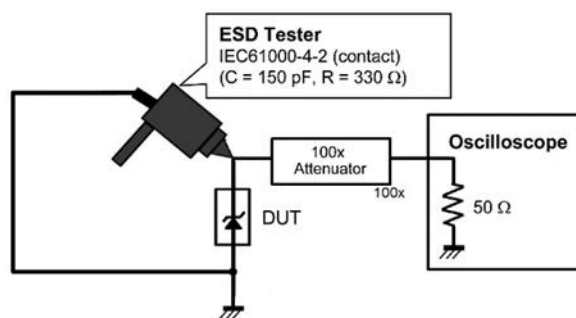 ESD Tester
IEC61000-4-2 (contact)
(C = 150 pF, R = 330 Ω)
Oscilloscope
100x
Attenuator
100x
50 Ω
DUT